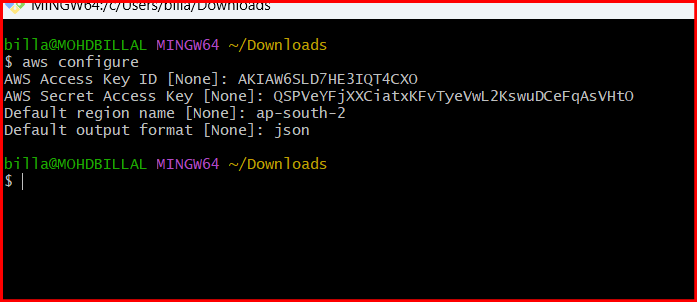 MINGW64:/c/Users/billa/Downloads
billa@MOHDBILLAL MINGW64 ~/Downloads
$ aws configure
AWS Access Key ID [None]: AKIAW6SLD7HE3IQT4CXO
AWS Secret Access Key [None]: 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
Default region name [None]: ap-south-2
Default output format [None]: json
billa@MOHDBILLAL MINGW64 ~/Downloads
$